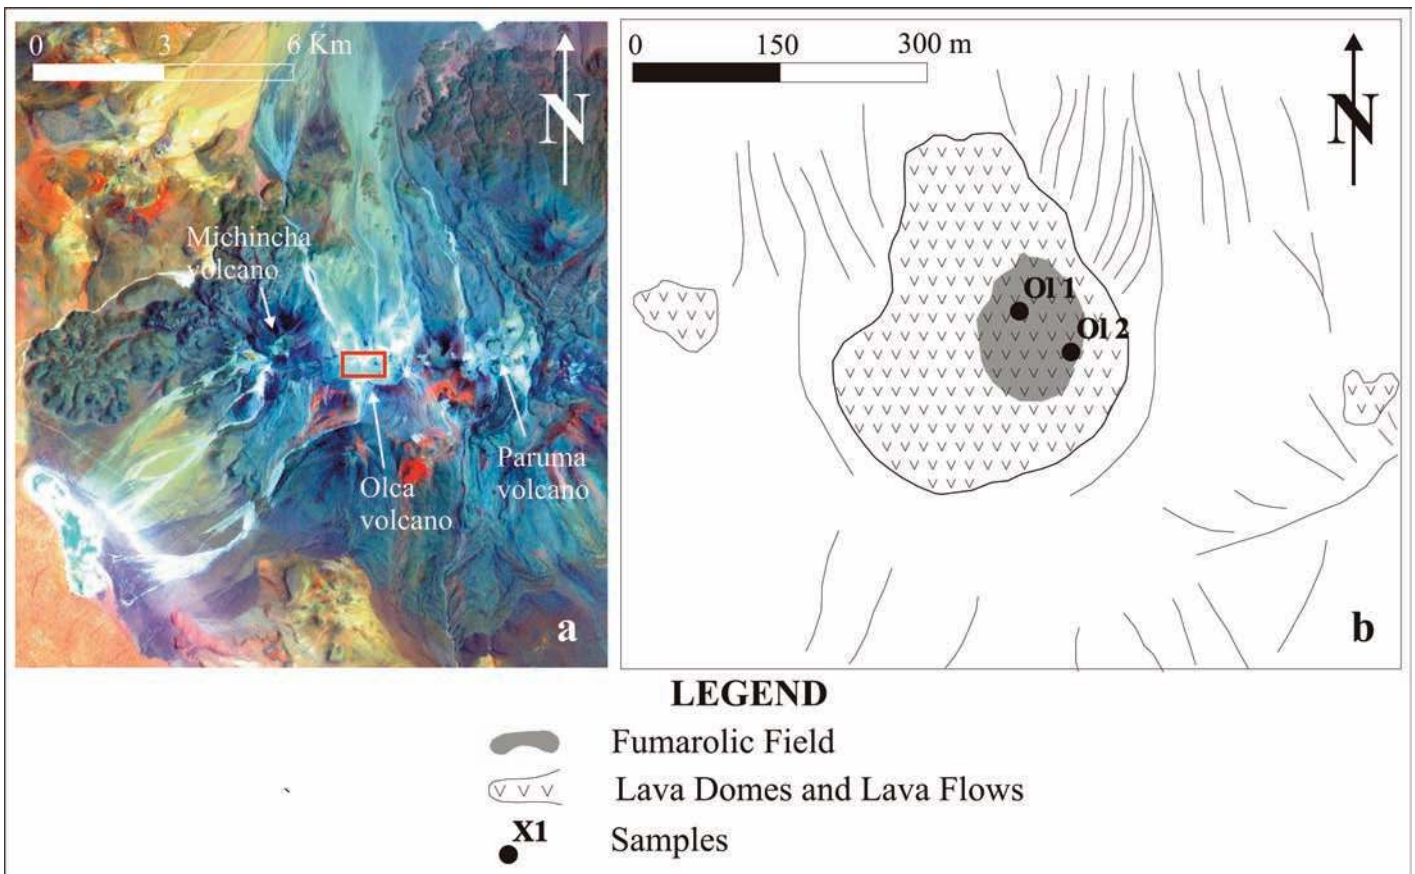 0 3 6 Km
N
Michincha
volcano
Olca
volcano
Paruma
volcano
a
0 150 300 m
N
Ol 1
Ol 2
b
LEGEND
Fumarolic Field
Lava Domes and Lava Flows
X1
Samples